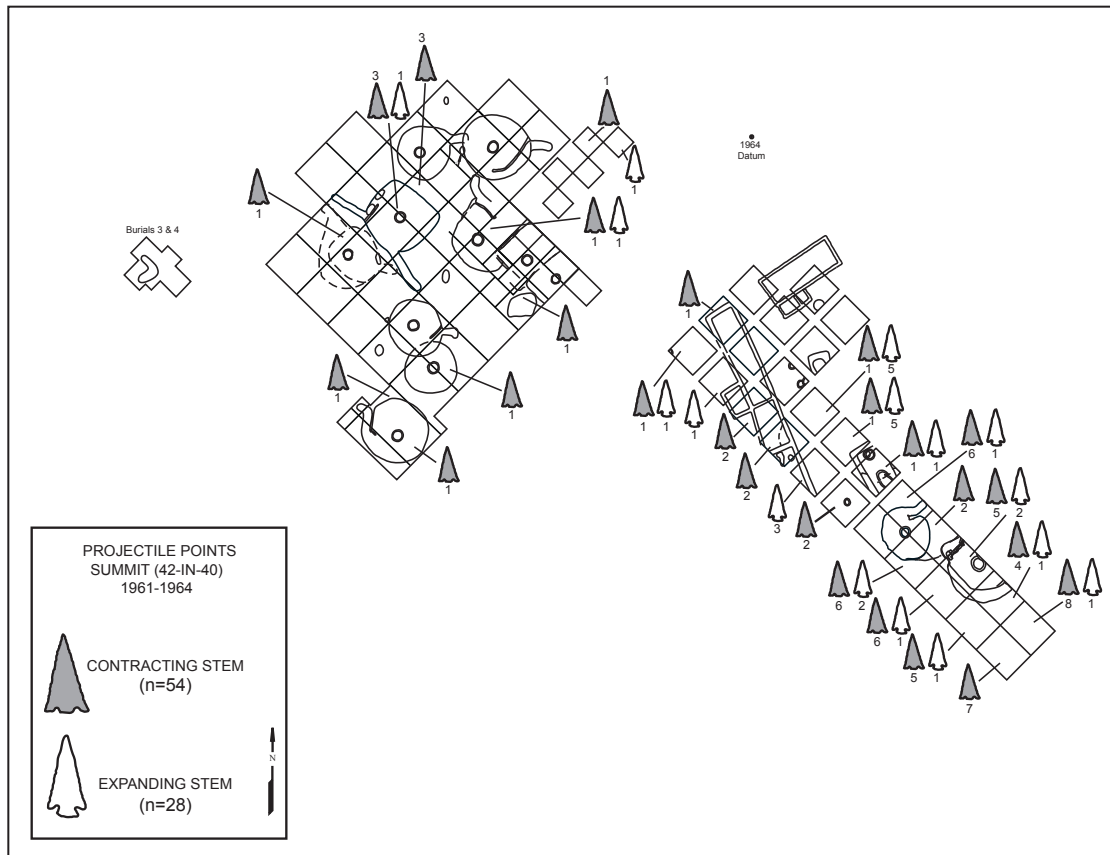 3
3 1
1
1
1
Burials 3 & 4
1 1
1
1
1
1
1964
Datum
1
1 5
1 5
1 1 1
2
2
3
2
1 1
6 1
2 5 2
4 1
8 1
6 2
6 1
5 1
7
PROJECTILE POINTS
SUMMIT (42-IN-40)
1961-1964
CONTRACTING STEM
(n=54)
N
EXPANDING STEM
(n=28)